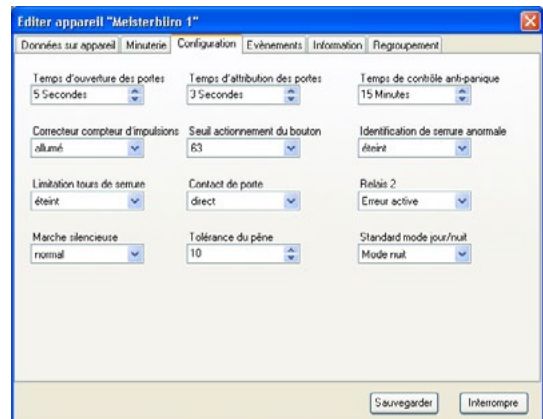 Editer appareil "Meisterbüro 1"
Données sur appareil Minuterie Configuration Evènements Information Regroupement
Temps d'ouverture des portes Temps d'attribution des portes Temps de contrôle anti-panique
5 Secondes 3 Secondes 15 Minutes
Correcteur compteur d'impulsions Seuil actionnement du bouton Identification de serrure anormale
allumé 63 éteint
Limitation tours de serrure Contact de porte Relais 2
éteint direct Erreur active
Marche silencieuse Tolérance du pêne Standard mode jour/nuit
normal 10 Mode nuit
Sauvegarder Interrompre